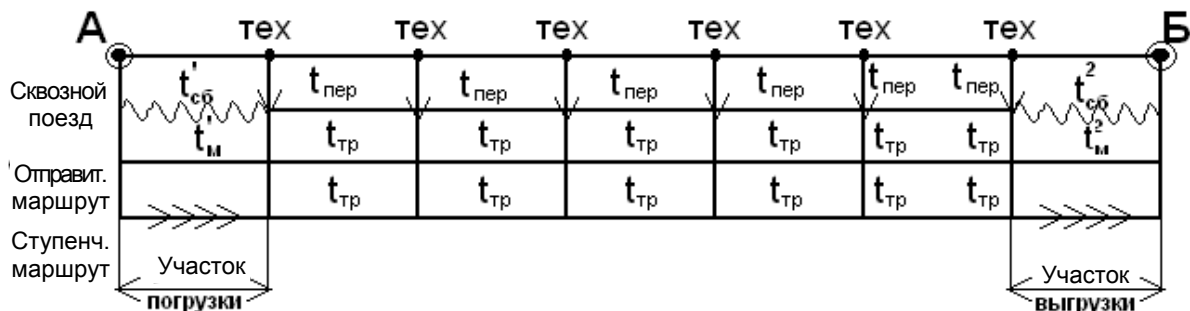 А тех тех тех тех тех тех Б
t'сб tпер tпер tпер tпер tпер tпер t²сб
Сквозной
поезд
t'м tтр tтр tтр tтр tтр tтр t²м
Отправит.
маршрут
tтр tтр tтр tтр tтр tтр
Ступенч.
маршрут
Участок
погрузки
Участок
выгрузки